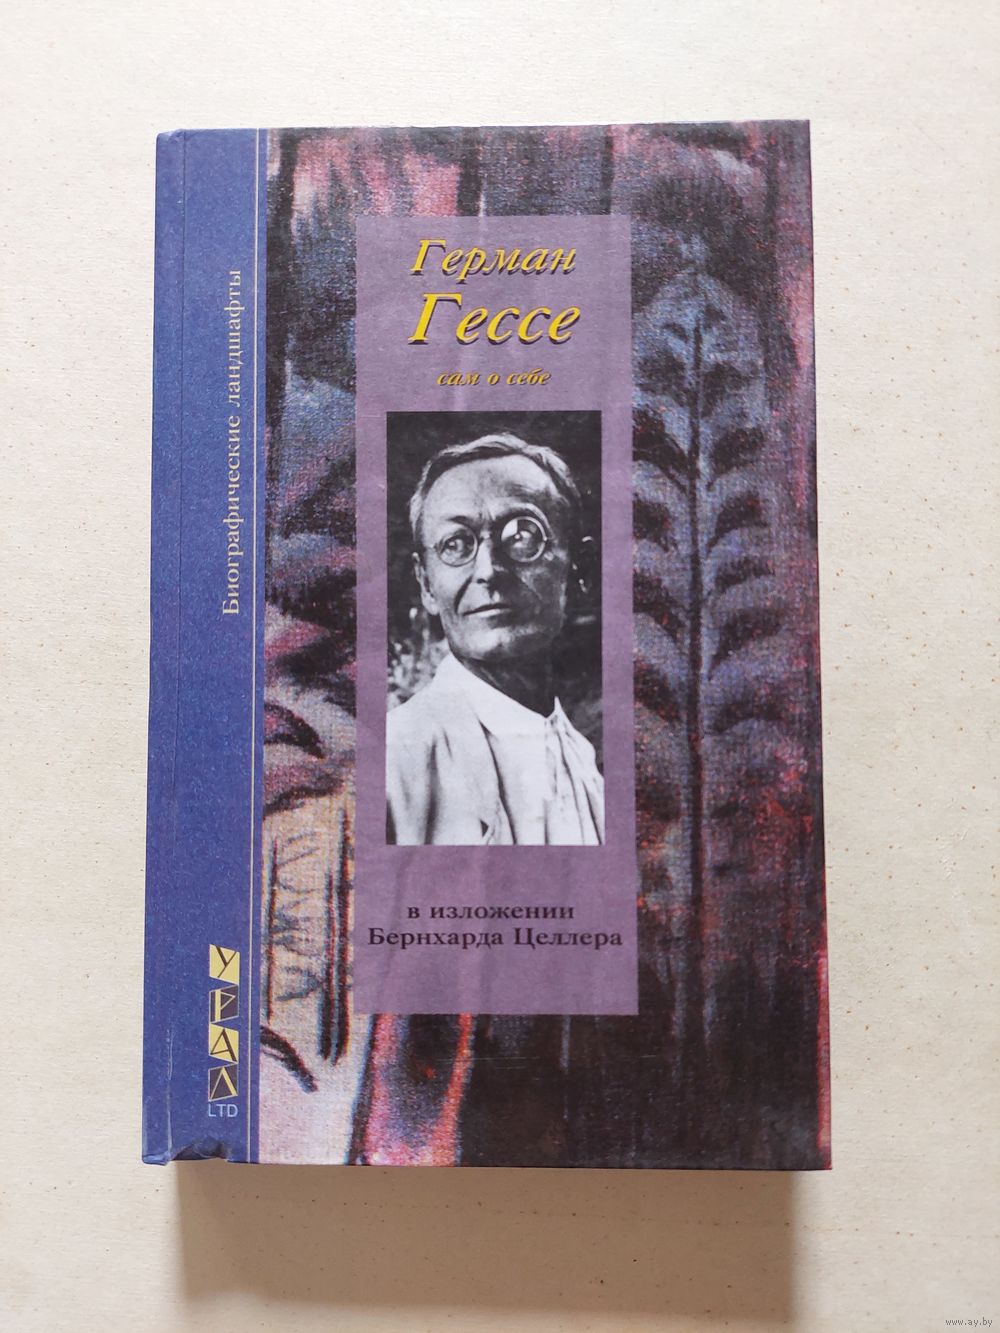 Герман
Гессе
сам о себе
в изложении
Бернхарда Целлера
Биографические ландшафты
УРАЛ
LTD
www.ay.by